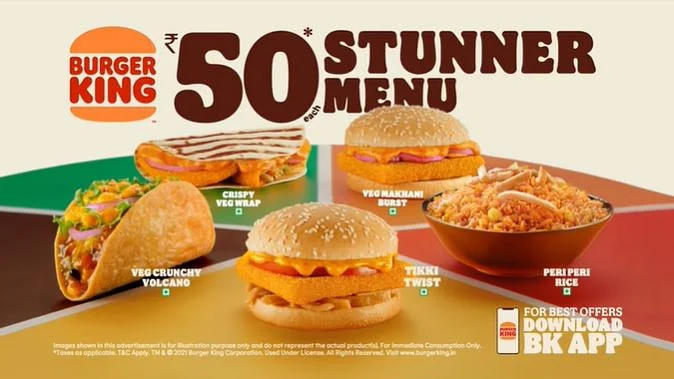 BURGER
KING
™
₹50* each
STUNNER
MENU
CRISPY
VEG WRAP
VEG MAKHANI
BURST
VEG CRUNCHY
VOLCANO
TIKKI
TWIST
PERI PERI
RICE
BURGER
KING
FOR BEST OFFERS
DOWNLOAD
BK APP
Images shown in this advertisement is for illustration purpose only and do not represent the actual product(s). For Immediate Consumption Only.
*Taxes as applicable. T&C Apply. TM & © 2021 Burger King Corporation. Used Under License. All Rights Reserved. Visit www.burgerking.in